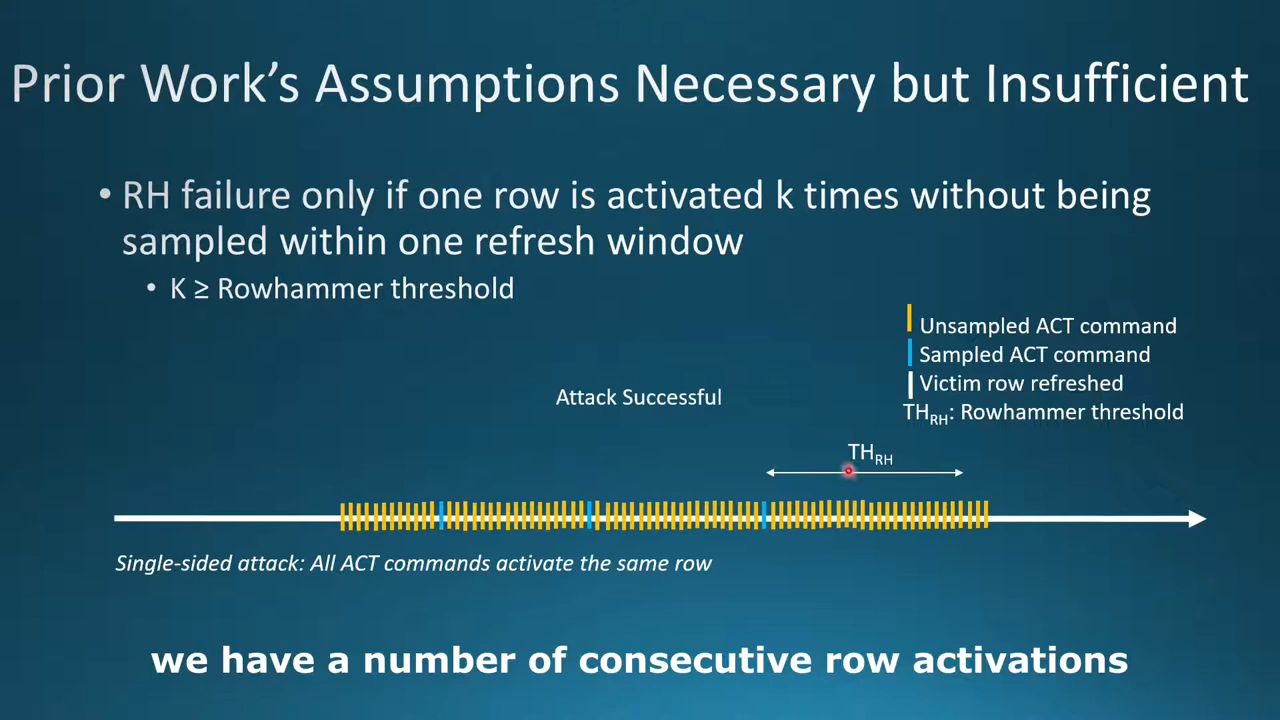 Prior Work's Assumptions Necessary but Insufficient
• RH failure only if one row is activated k times without being
sampled within one refresh window
• K ≥ Rowhammer threshold
Unsampled ACT command
Sampled ACT command
Victim row refreshed
TH_RH: Rowhammer threshold
Attack Successful
TH_RH
Single-sided attack: All ACT commands activate the same row
we have a number of consecutive row activations